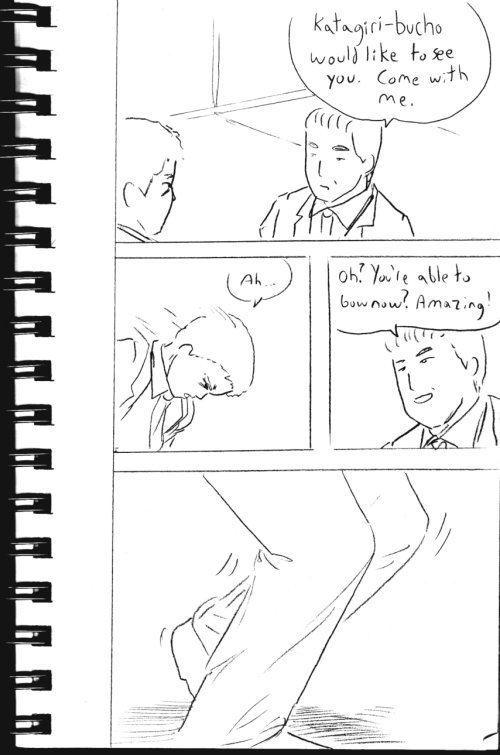 Katagiri-bucho
would like to see
you. Come with
me.
Ah...
Oh? You're able to
bow now? Amazing!